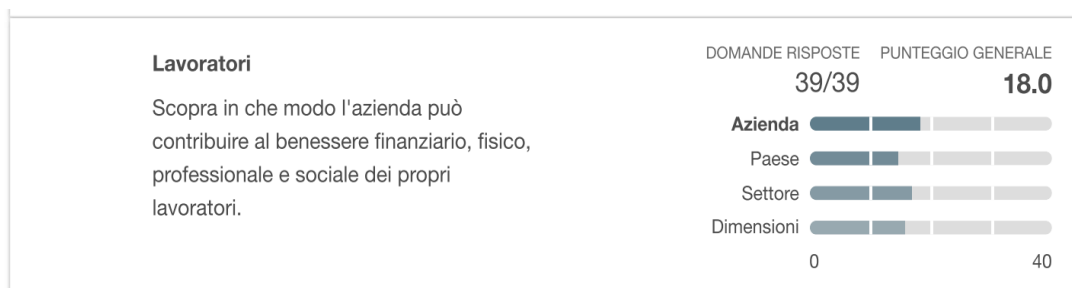 Lavoratori
Scopra in che modo l'azienda può
contribuire al benessere finanziario, fisico,
professionale e sociale dei propri
lavoratori.
DOMANDE RISPOSTE PUNTEGGIO GENERALE
39/39 18.0
Azienda
Paese
Settore
Dimensioni
0 40